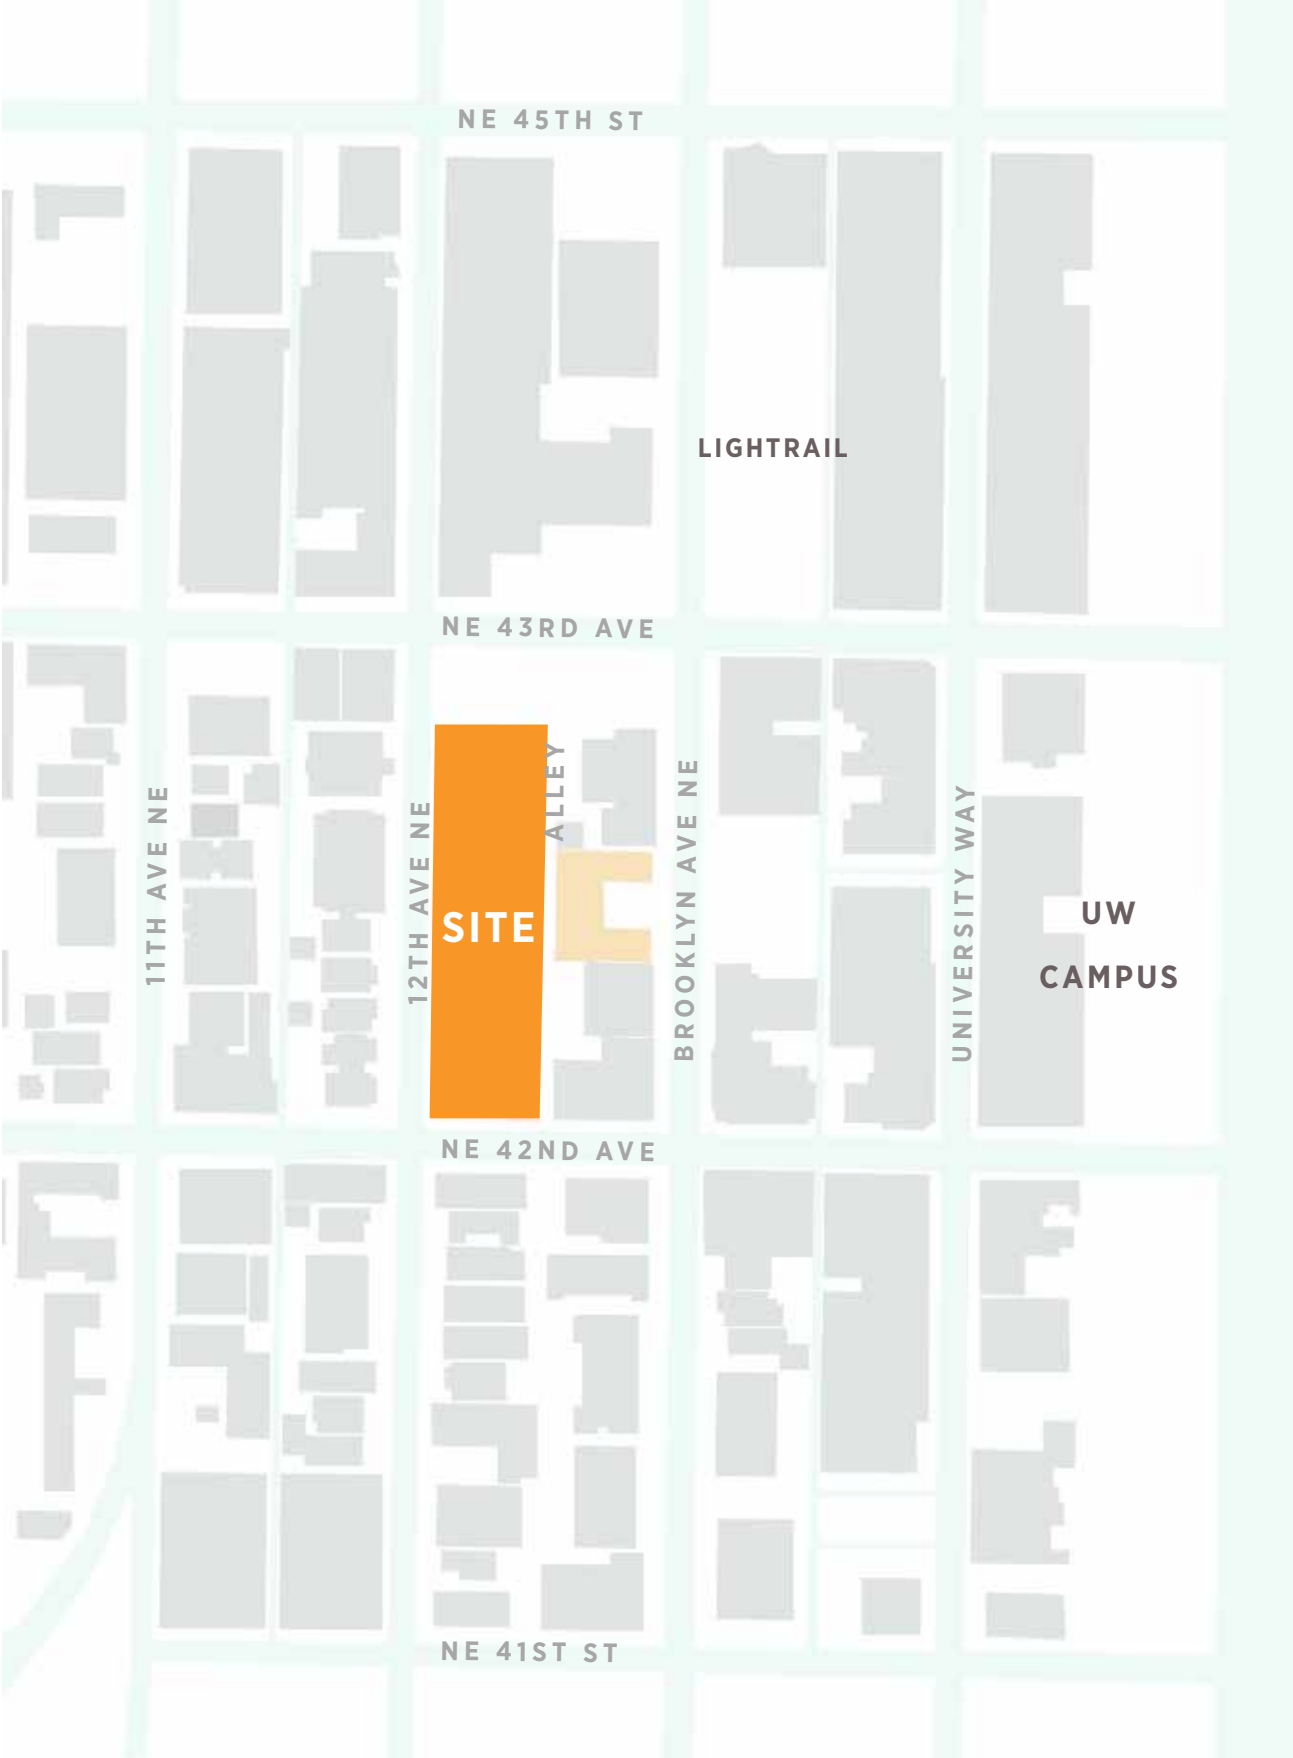 NE 45TH ST
LIGHTRAIL
NE 43RD AVE
ALLEY
11TH AVE NE
12TH AVE NE
SITE
BROOKLYN AVE NE
UNIVERSITY WAY
UW
CAMPUS
NE 42ND AVE
NE 41ST ST